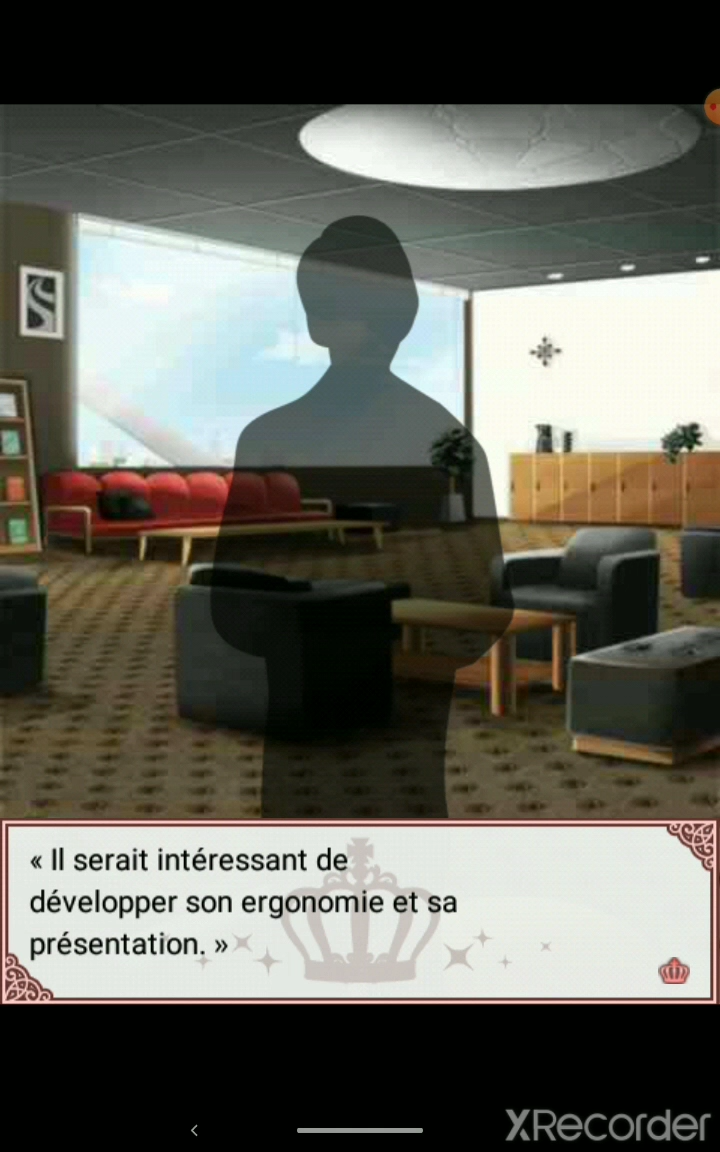 « Il serait intéressant de
développer son ergonomie et sa
présentation. »
XRecorder